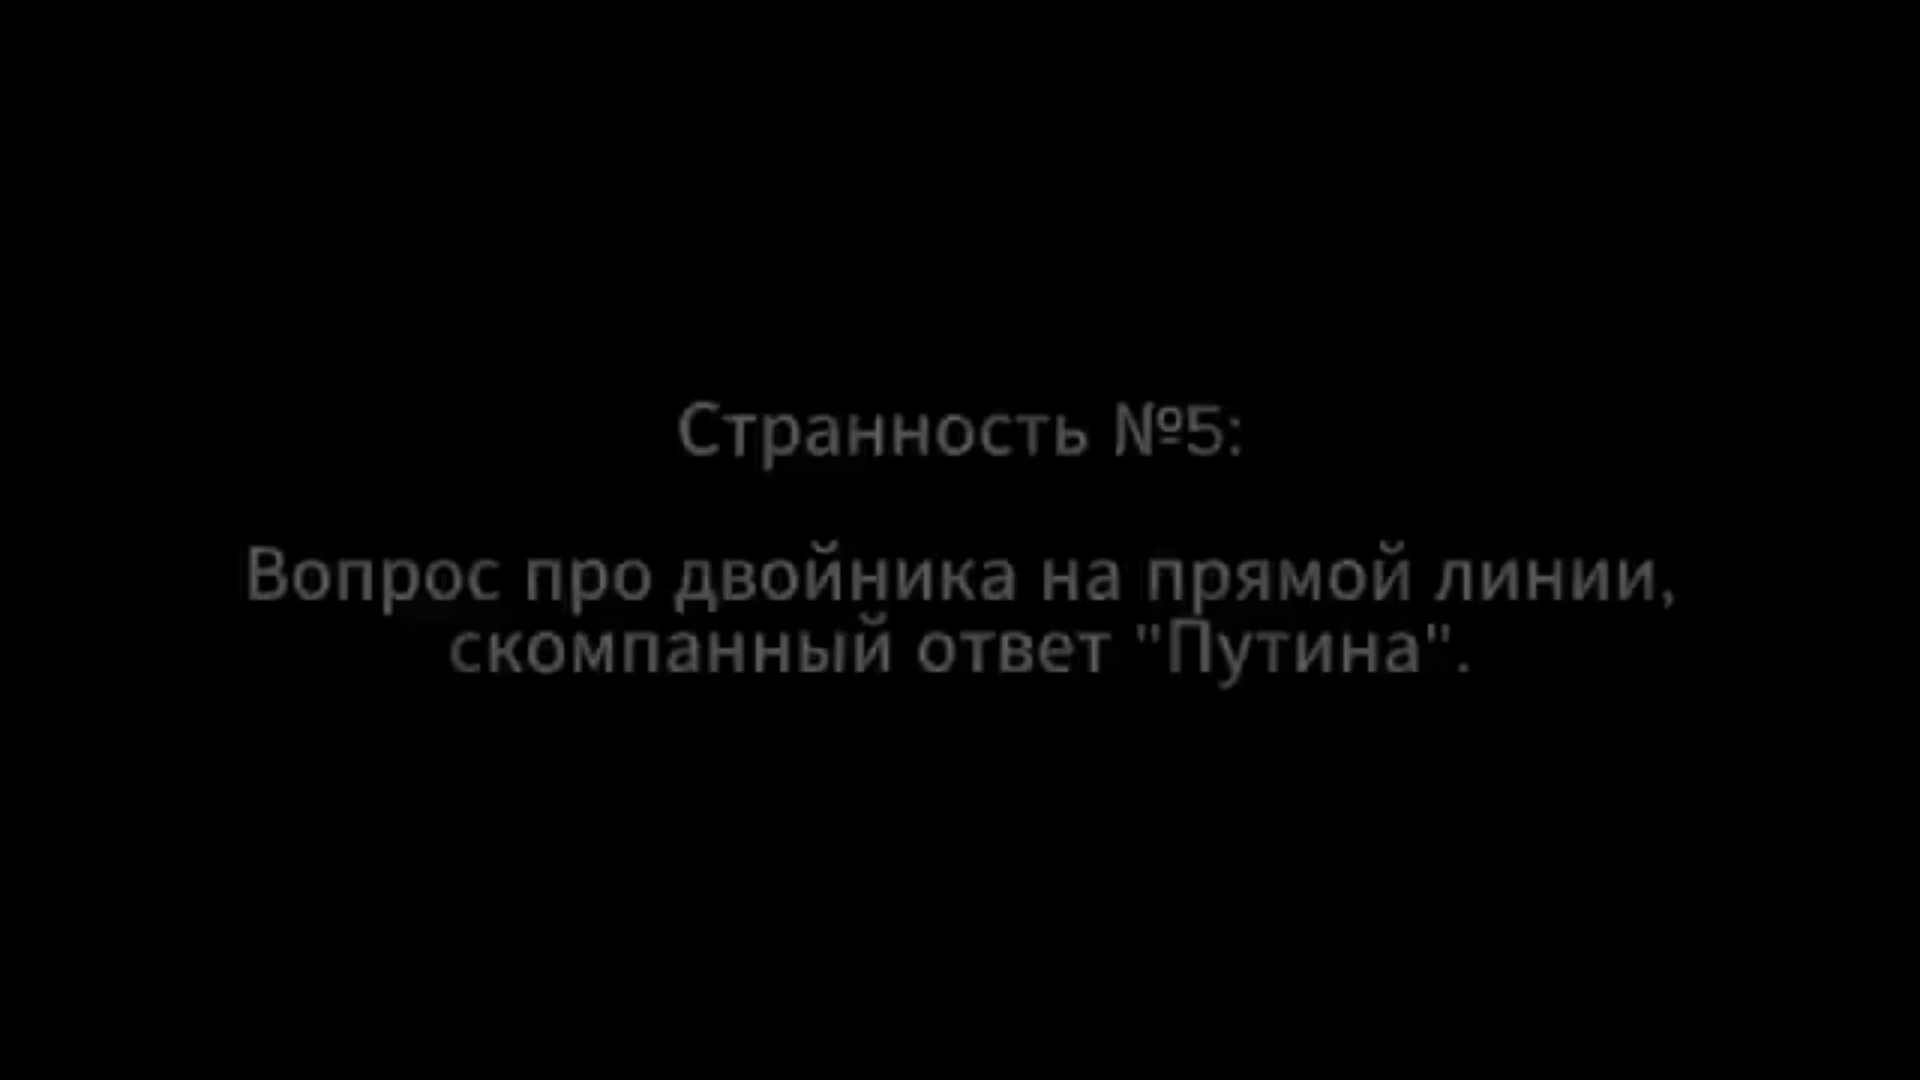 Странность №5:
Вопрос про двойника на прямой линии,
скомпанный ответ "Путина".